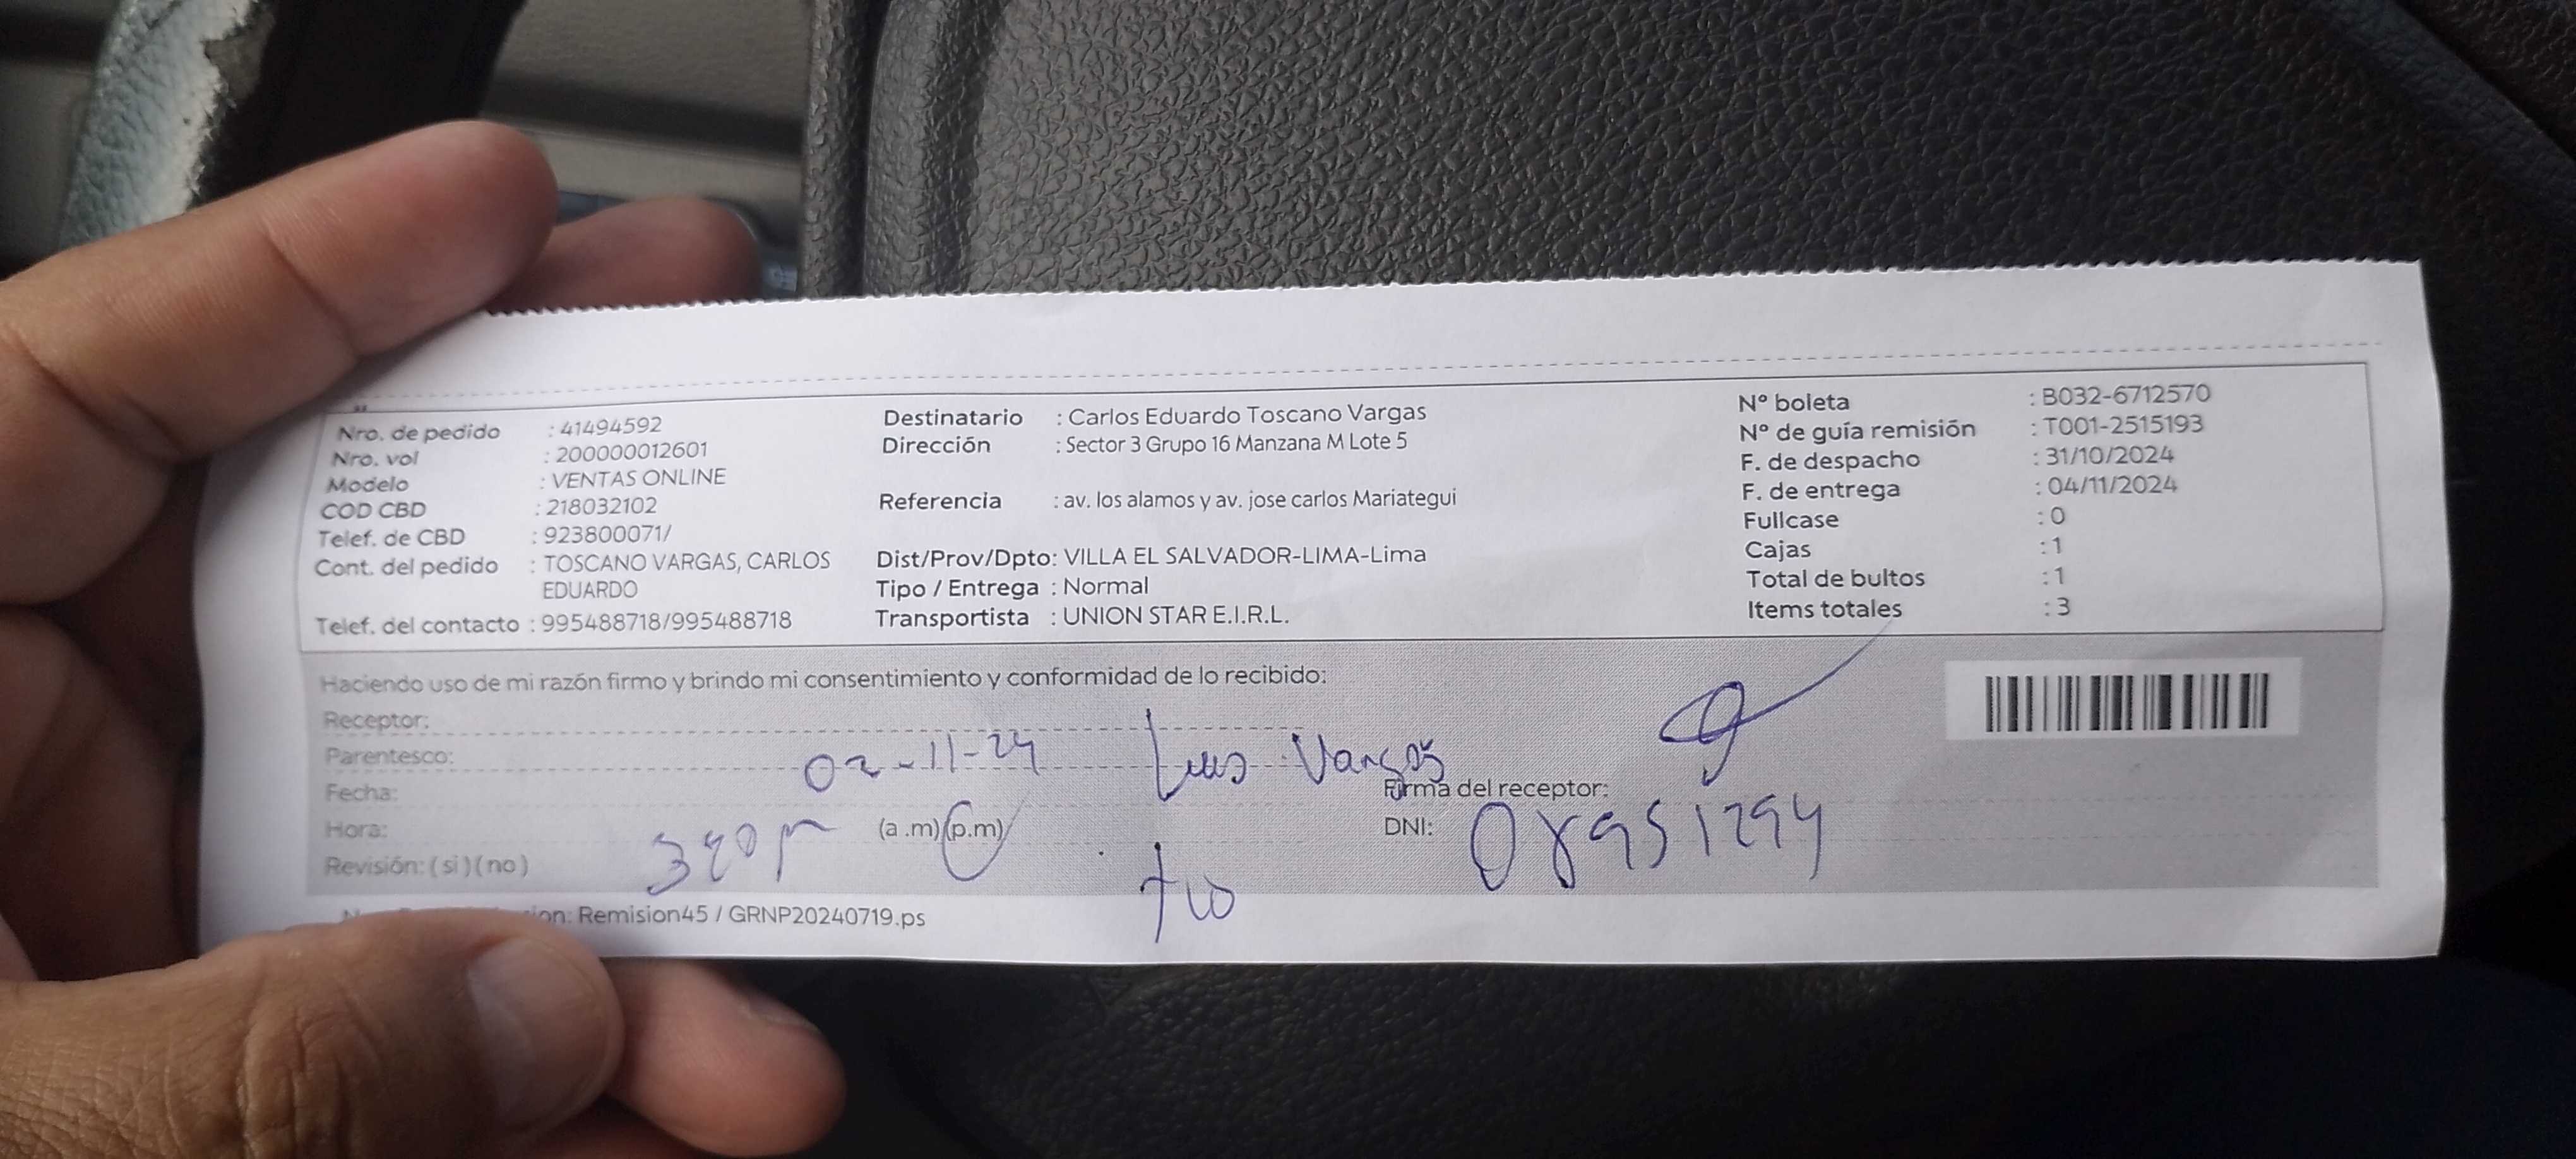 Nro. de pedido : 41494592
Nro. vol : 200000012601
Modelo : VENTAS ONLINE
COD CBD : 218032102
Telef. de CBD : 923800071/
Cont. del pedido : TOSCANO VARGAS, CARLOS
EDUARDO
Telef. del contacto : 995488718/995488718
Destinatario : Carlos Eduardo Toscano Vargas
Dirección : Sector 3 Grupo 16 Manzana M Lote 5
Referencia : av. los alamos y av. jose carlos Mariategui
Dist/Prov/Dpto: VILLA EL SALVADOR-LIMA-Lima
Tipo / Entrega : Normal
Transportista : UNION STAR E.I.R.L.
N° boleta : B032-6712570
N° de guía remisión : T001-2515193
F. de despacho : 31/10/2024
F. de entrega : 04/11/2024
Fullcase : 0
Cajas : 1
Total de bultos : 1
Items totales : 3
Haciendo uso de mi razón firmo y brindo mi consentimiento y conformidad de lo recibido:
Receptor:
Parentesco: 02-11-24 Luis Vargas
Fecha: Firma del receptor:
Hora: (a .m)(p.m) DNI: 08951294
Revisión: ( si ) ( no ) tio
Remision45 / GRNP20240719.ps